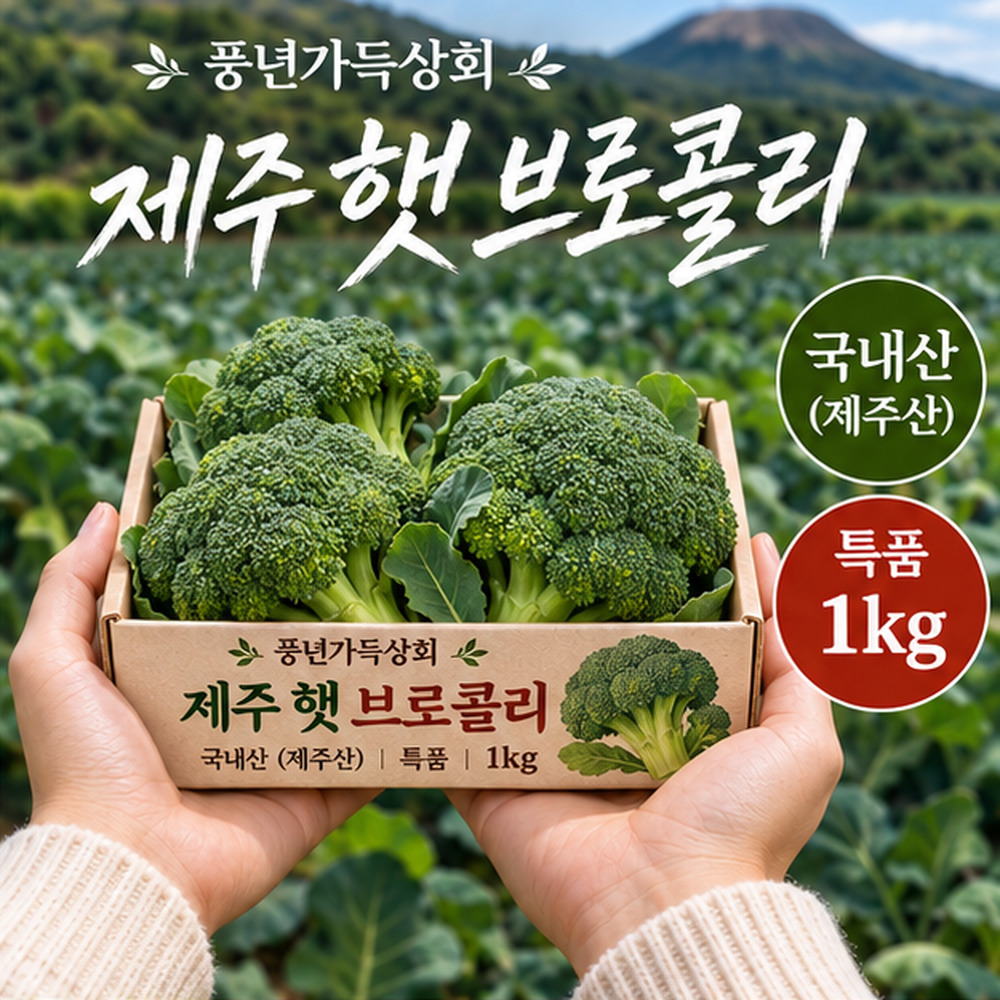 풍년가득상회
제주 햇 브로콜리
국내산
(제주산)
특품
1kg
풍년가득상회
제주 햇 브로콜리
국내산 (제주산) | 특품 | 1kg